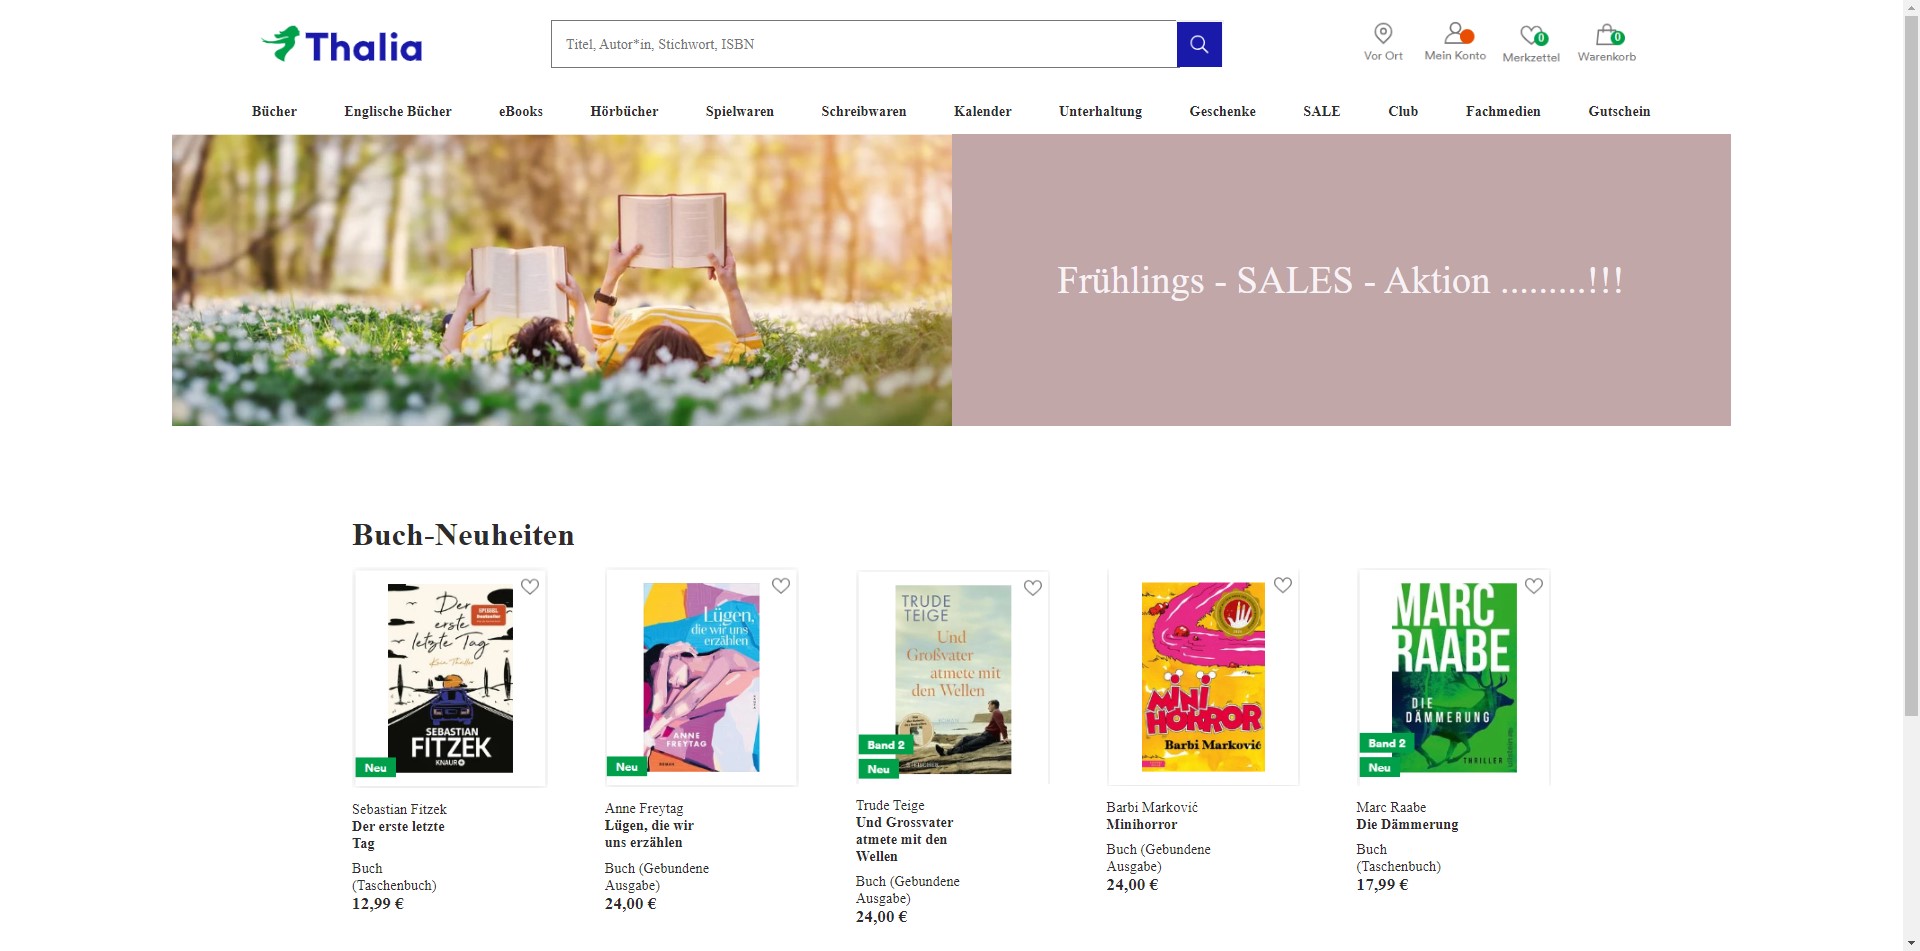 Thalia
Titel, Autor*in, Stichwort, ISBN
Vor Ort
Mein Konto
0
Merkzettel
0
Warenkorb
Bücher Englische Bücher eBooks Hörbücher Spielwaren Schreibwaren Kalender Unterhaltung Geschenke SALE Club Fachmedien Gutschein
Frühlings - SALES - Aktion .........!!!
Buch-Neuheiten
Der
erste
letzte Tag
SPIEGEL
Bestseller
Kein Thriller
SEBASTIAN
FITZEK
KNAUR
Neu
Sebastian Fitzek
Der erste letzte
Tag
Buch
(Taschenbuch)
12,99 €
Lügen,
die wir uns
erzählen
ANNE
FREYTAG
ROMAN
Neu
Anne Freytag
Lügen, die wir
uns erzählen
Buch (Gebundene
Ausgabe)
24,00 €
TRUDE
TEIGE
Und
Großvater
atmete mit
den Wellen
Band 2
Neu
Trude Teige
Und Grossvater
atmete mit den
Wellen
Buch (Gebundene
Ausgabe)
24,00 €
MINI
HORROR
Barbi Marković
Barbi Marković
Minihorror
Buch (Gebundene
Ausgabe)
24,00 €
MARC
RAABE
DIE
DÄMMERUNG
THRILLER
Band 2
Neu
Marc Raabe
Die Dämmerung
Buch
(Taschenbuch)
17,99 €